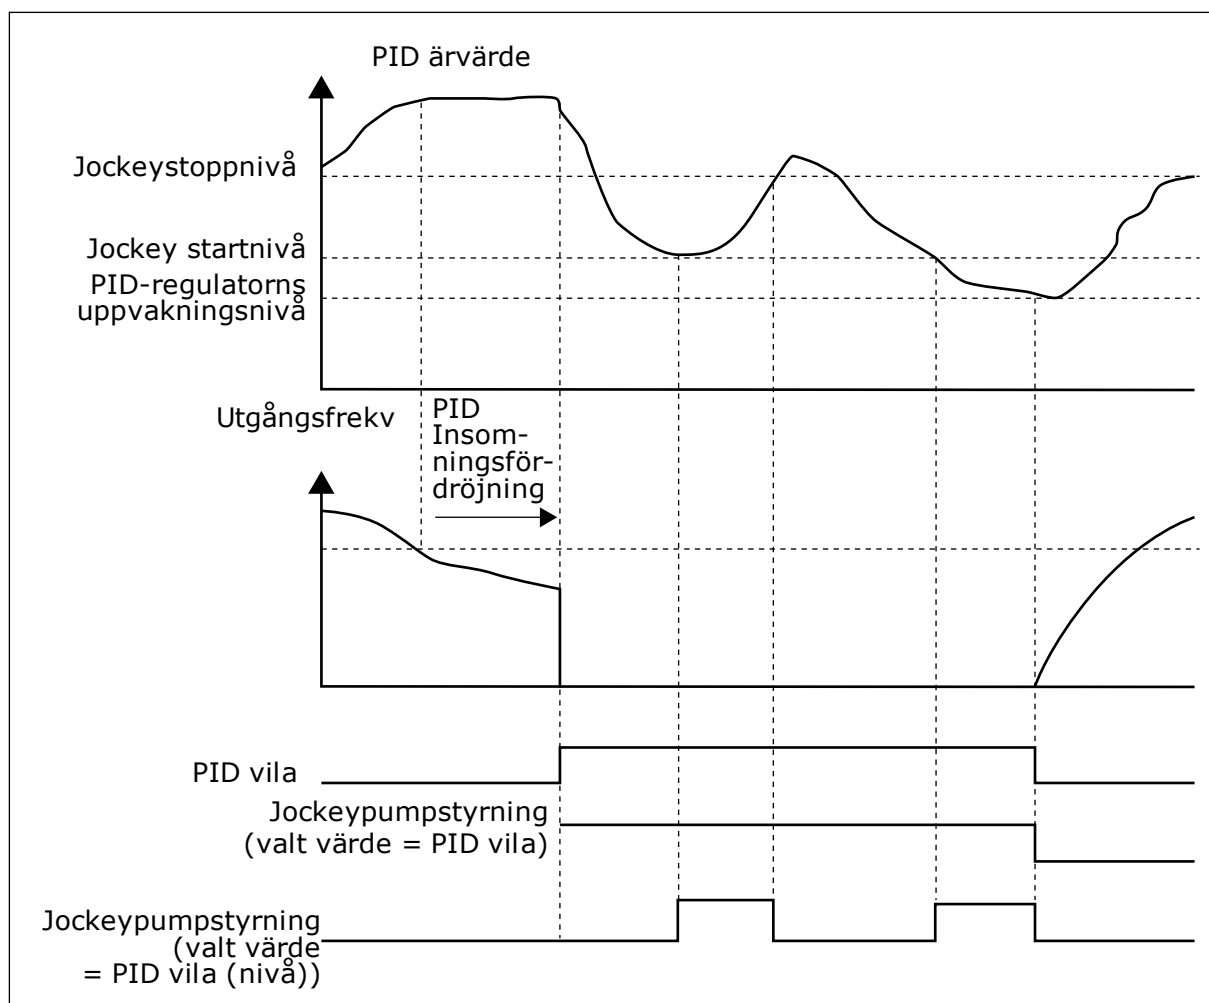 PID ärvärde
Jockeystoppnivå
Jockey startnivå
PID-regulatorns
uppvakningsnivå
Utgångsfrekv
PID
Insom-
ningsför-
dröjning
PID vila
Jockeypumpstyrning
(valt värde = PID vila)
Jockeypumpstyrning
(valt värde
= PID vila (nivå))